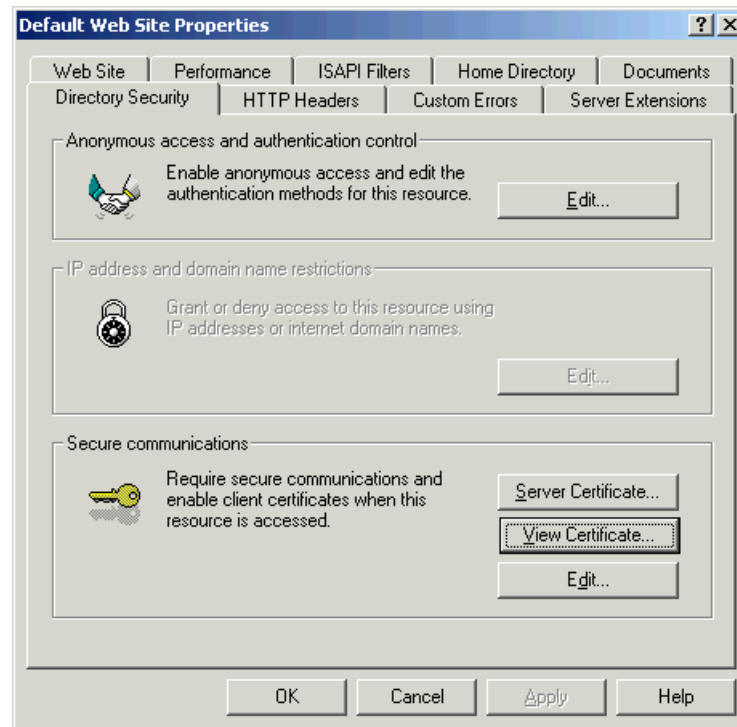 Default Web Site Properties
Web Site Performance ISAPI Filters Home Directory Documents
Directory Security HTTP Headers Custom Errors Server Extensions
Anonymous access and authentication control
Enable anonymous access and edit the
authentication methods for this resource.
Edit...
IP address and domain name restrictions
Grant or deny access to this resource using
IP addresses or internet domain names.
Edit...
Secure communications
Require secure communications and
enable client certificates when this
resource is accessed.
Server Certificate...
View Certificate...
Edit...
OK Cancel Apply Help